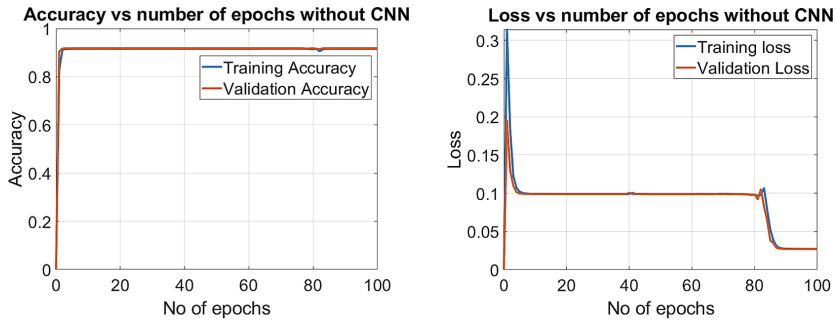 Accuracy vs number of epochs without CNN
1
0.8
0.6
0.4
0.2
0
Accuracy
Training Accuracy
Validation Accuracy
0 20 40 60 80 100
No of epochs
Loss vs number of epochs without CNN
0.3
0.25
0.2
0.15
0.1
0.05
0
Loss
Training loss
Validation Loss
0 20 40 60 80 100
No of epochs